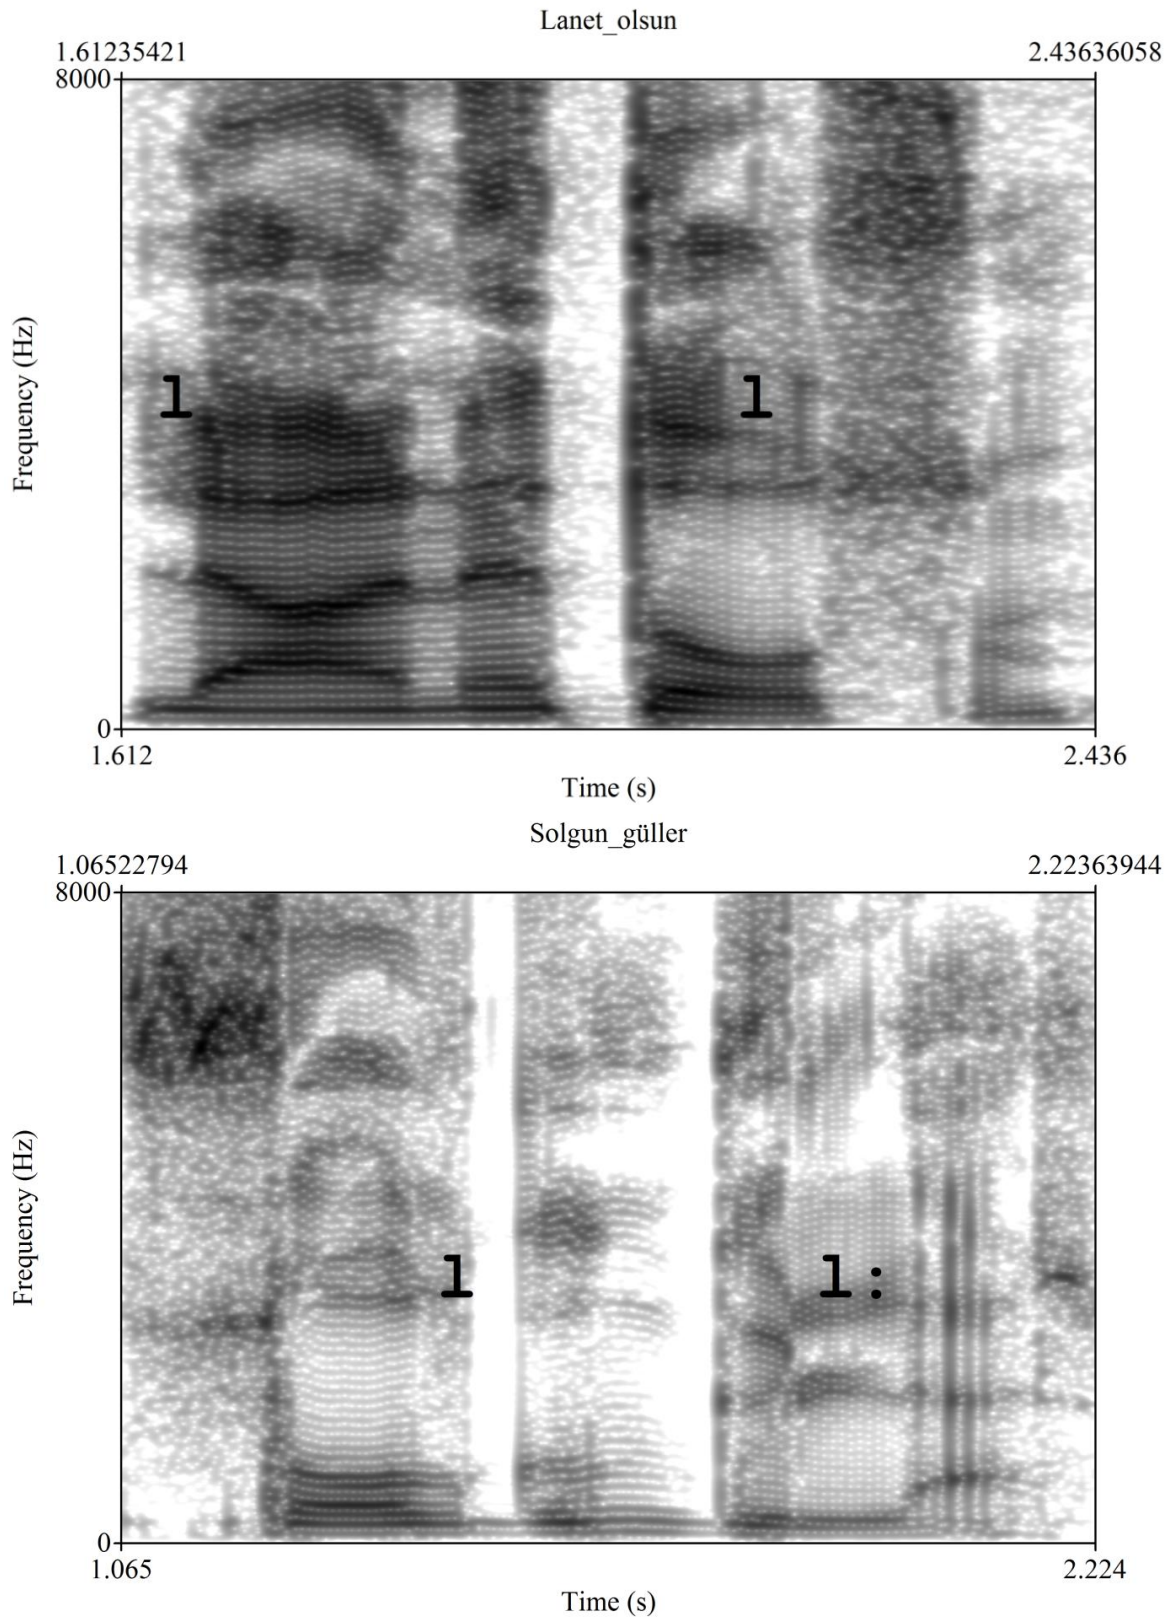 Lanet_olsun
1.61235421 2.43636058
8000
Frequency (Hz)
l l
0
1.612 2.436
Time (s)
Solgun_güller
1.06522794 2.22363944
8000
Frequency (Hz)
l l:
0
1.065 2.224
Time (s)